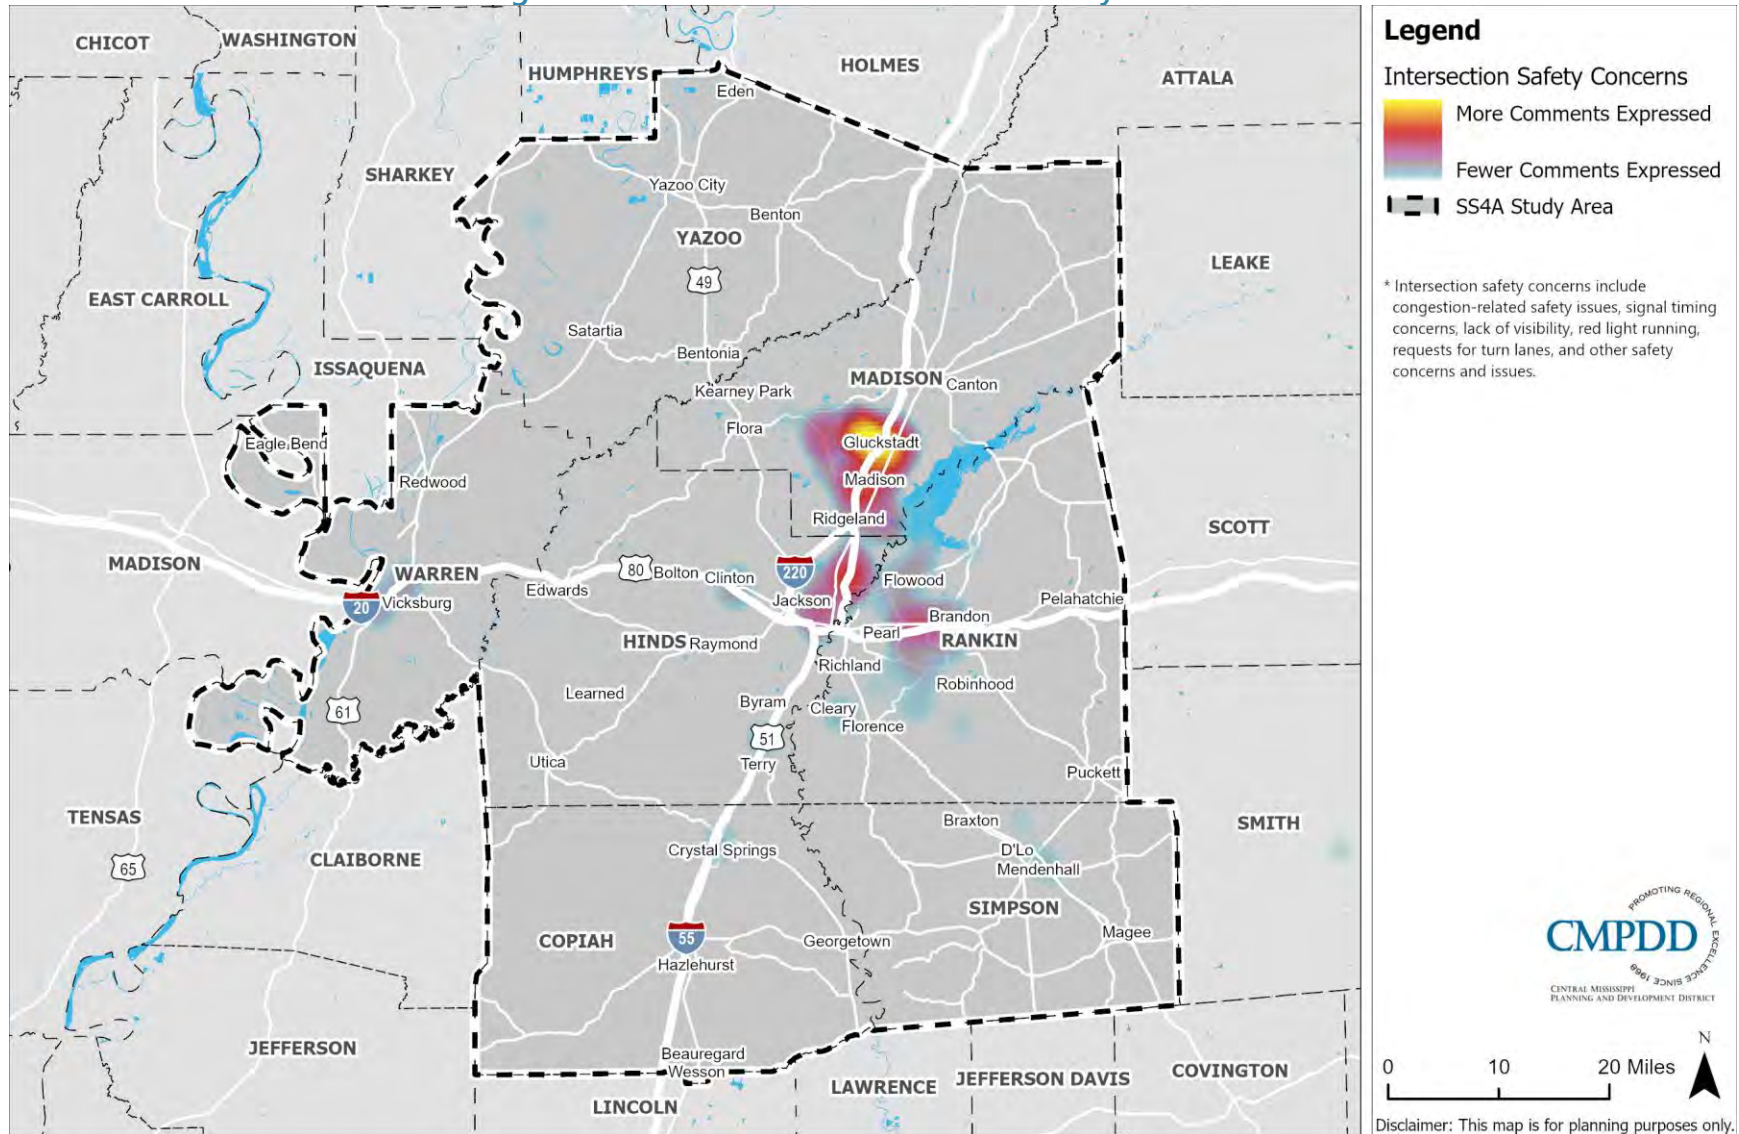 CHICOT
WASHINGTON
HUMPHREYS
HOLMES
ATTALA
Eden
SHARKEY
Yazoo City
Benton
YAZOO
49
LEAKE
EAST CARROLL
Satartia
Bentonia
ISSAQUENA
MADISON
Canton
Kearney Park
Flora
Gluckstadt
Eagle Bend
Redwood
Madison
Ridgeland
SCOTT
MADISON
WARREN
80
Bolton
Clinton
220
Flowood
Edwards
20
Vicksburg
Jackson
Pelahatchie
Brandon
HINDS
Raymond
Pearl
RANKIN
Richland
Learned
Robinhood
61
Byram
Cleary
Florence
51
Utica
Terry
Puckett
TENSAS
Braxton
SMITH
65
CLAIBORNE
Crystal Springs
D'Lo
Mendenhall
SIMPSON
COPIAH
55
Georgetown
Magee
Hazlehurst
JEFFERSON
Beauregard
Wesson
LAWRENCE
JEFFERSON DAVIS
COVINGTON
LINCOLN
Legend
Intersection Safety Concerns
More Comments Expressed
Fewer Comments Expressed
SS4A Study Area
* Intersection safety concerns include
congestion-related safety issues, signal timing
concerns, lack of visibility, red light running,
requests for turn lanes, and other safety
concerns and issues.
PROMOTING REGIONAL EXCELLENCE SINCE 1968
CMPDD
CENTRAL MISSISSIPPI
PLANNING AND DEVELOPMENT DISTRICT
N
0 10 20 Miles
Disclaimer: This map is for planning purposes only.